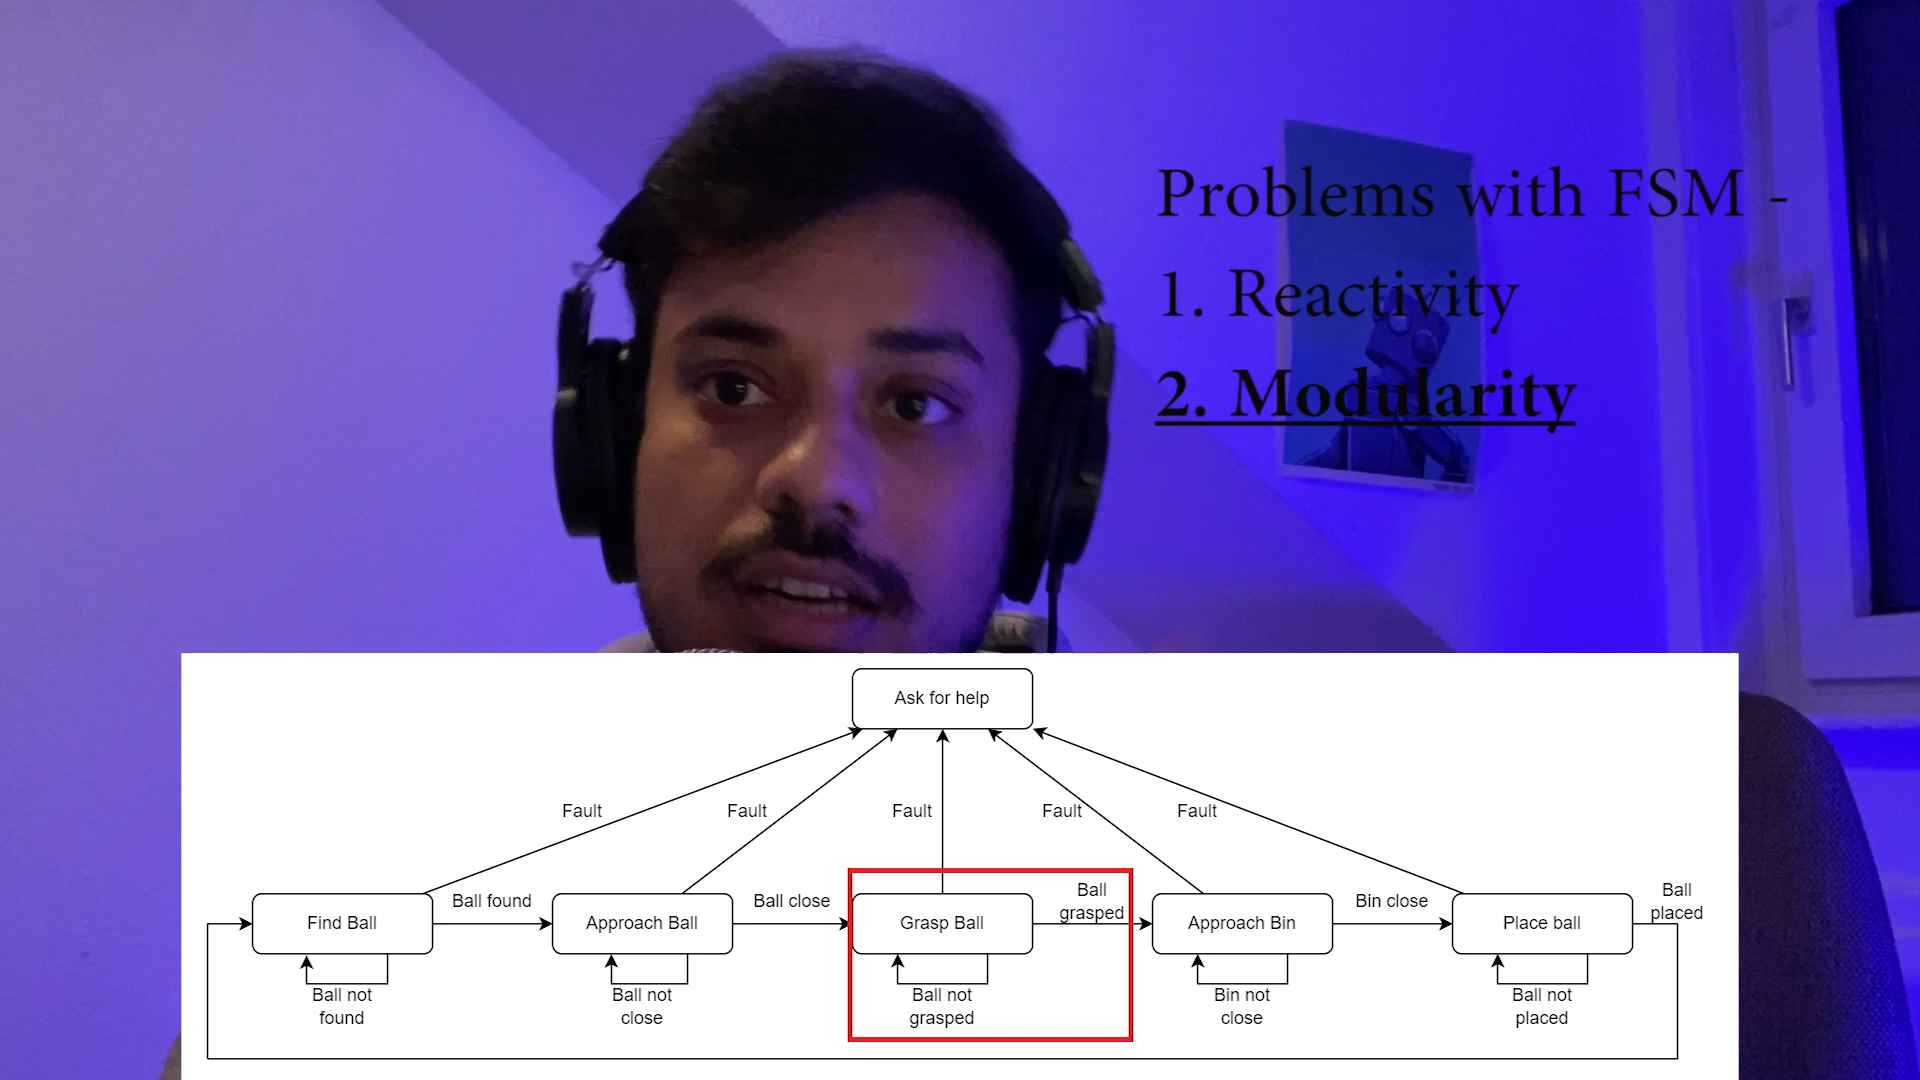 Problems with FSM -
1. Reactivity
2. Modularity
Ask for help
Fault
Fault
Fault
Fault
Fault
Find Ball
Ball found
Approach Ball
Ball close
Grasp Ball
Ball
grasped
Approach Bin
Bin close
Place ball
Ball
placed
Ball not
found
Ball not
close
Ball not
grasped
Bin not
close
Ball not
placed